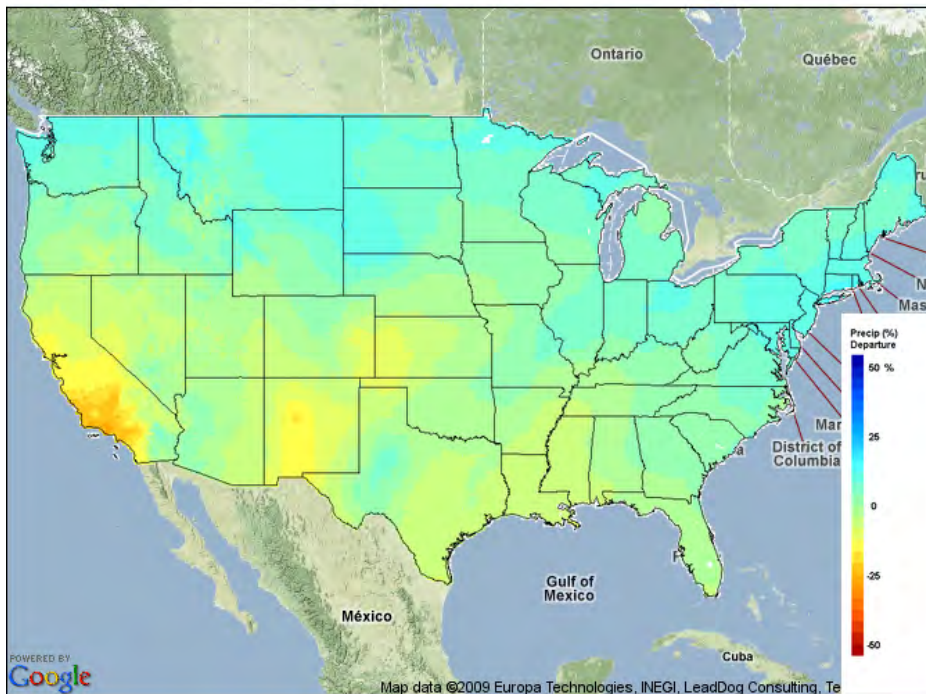 Ontario
Québec
ru
N
Mas
Precip (%)
Departure
50 %
25
0
-25
-50
Mar
District of
Columbia
a
F
Gulf of
Mexico
México
Cuba
POWERED BY
Google
Map data ©2009 Europa Technologies, INEGI, LeadDog Consulting, Te